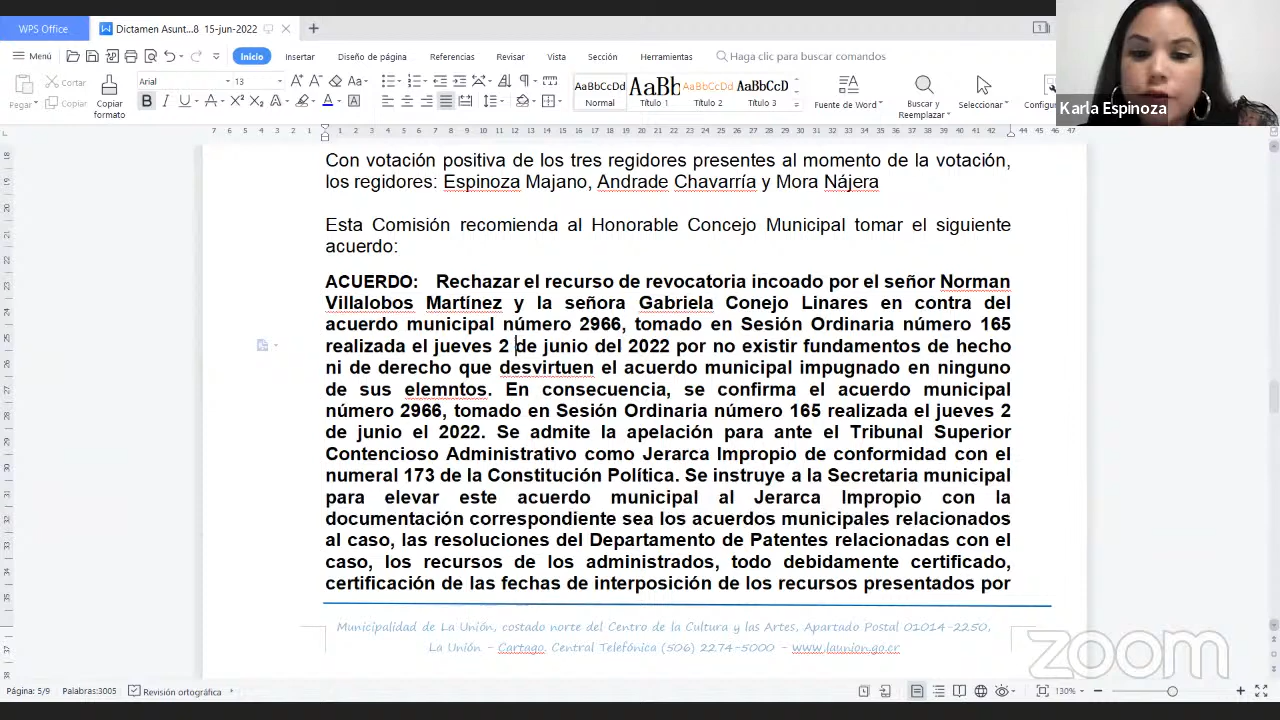 WPS Office
Dictamen Asunt...8 15-jun-2022
Menú
Inicio
Insertar
Diseño de página
Referencias
Revisar
Vista
Sección
Herramientas
Haga clic para buscar comandos
Pegar
Cortar
Copiar
Copiar formato
Arial
13
AaBbCcDd
Normal
AaBb
Título 1
AaBbCcDd
Título 2
AaBbCcD
Título 3
Fuente de Word
Buscar y Reemplazar
Seleccionar
Karla Espinoza
Con votación positiva de los tres regidores presentes al momento de la votación,
los regidores: Espinoza Majano, Andrade Chavarría y Mora Nájera
Esta Comisión recomienda al Honorable Concejo Municipal tomar el siguiente
acuerdo:
ACUERDO: Rechazar el recurso de revocatoria incoado por el señor Norman
Villalobos Martínez y la señora Gabriela Conejo Linares en contra del
acuerdo municipal número 2966, tomado en Sesión Ordinaria número 165
realizada el jueves 2 de junio del 2022 por no existir fundamentos de hecho
ni de derecho que desvirtuen el acuerdo municipal impugnado en ninguno
de sus elemntos. En consecuencia, se confirma el acuerdo municipal
número 2966, tomado en Sesión Ordinaria número 165 realizada el jueves 2
de junio el 2022. Se admite la apelación para ante el Tribunal Superior
Contencioso Administrativo como Jerarca Impropio de conformidad con el
numeral 173 de la Constitución Política. Se instruye a la Secretaria municipal
para elevar este acuerdo municipal al Jerarca Impropio con la
documentación correspondiente sea los acuerdos municipales relacionados
al caso, las resoluciones del Departamento de Patentes relacionadas con el
caso, los recursos de los administrados, todo debidamente certificado,
certificación de las fechas de interposición de los recursos presentados por
Municipalidad de La Unión, costado norte del Centro de la Cultura y las Artes, Apartado Postal 01014-2250,
La Unión - Cartago. Central Telefónica (506) 2274-5000 - www.launion.go.cr
zoom
Página: 5/9
Palabras:3005
Revisión ortográfica
130%